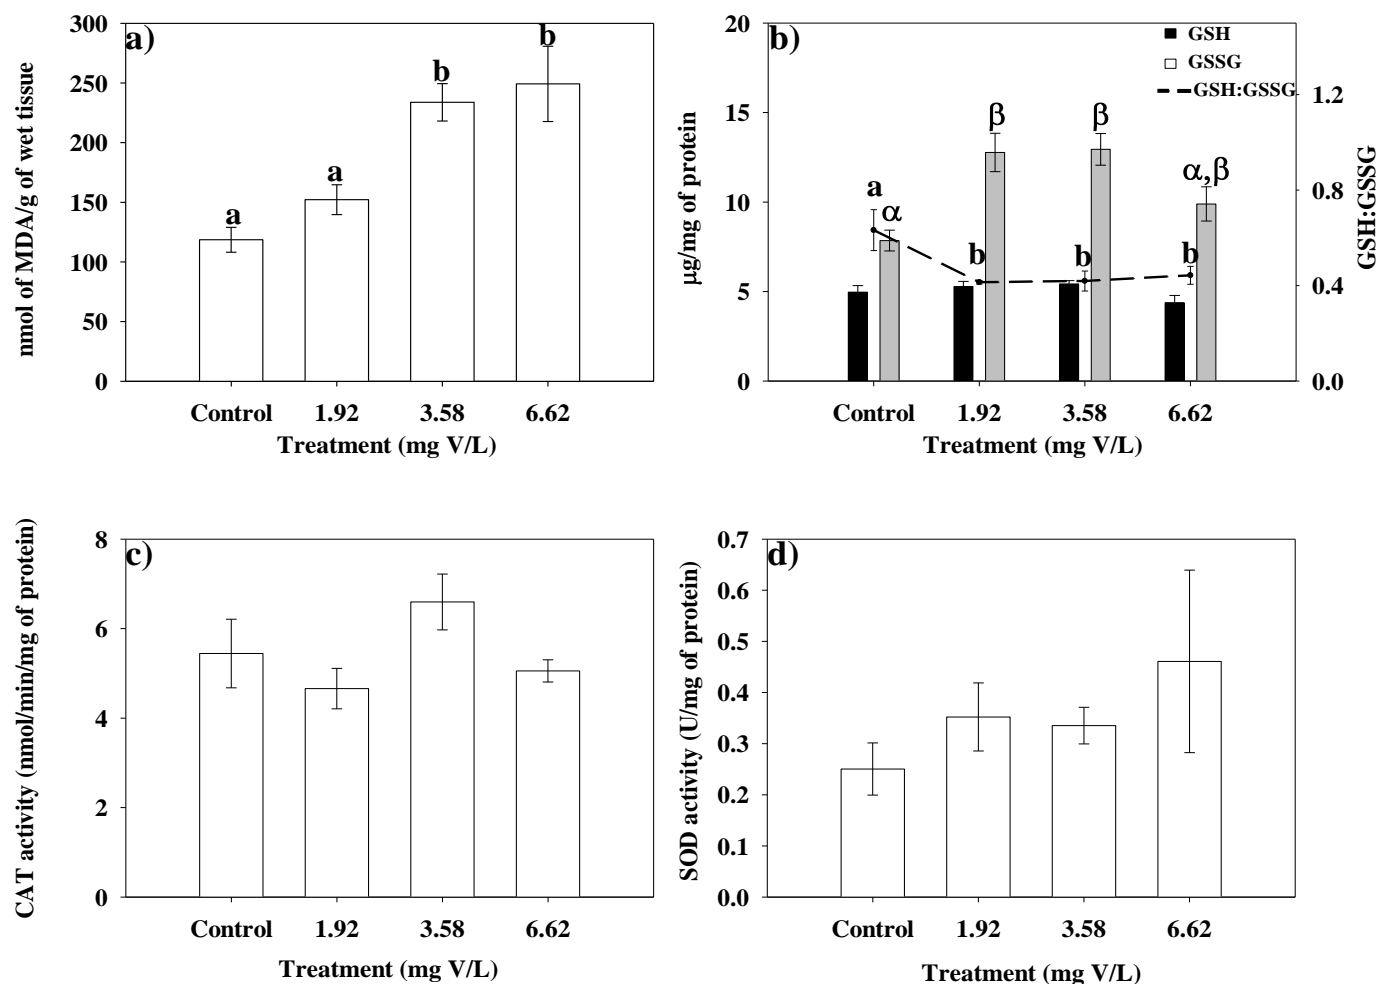 a)
nmol of MDA/g of wet tissue
300
250
200
150
100
50
0
a
a
b
b
Control 1.92 3.58 6.62
Treatment (mg V/L)
b)
µg/mg of protein
20
15
10
5
0
GSH
GSSG
GSH:GSSG
a
α
b
β
b
β
b
α,β
1.2
0.8
0.4
0.0
GSH:GSSG
Control 1.92 3.58 6.62
Treatment (mg V/L)
c)
CAT activity (nmol/min/mg of protein)
8
6
4
2
0
Control 1.92 3.58 6.62
Treatment (mg V/L)
d)
SOD activity (U/mg of protein)
0.7
0.6
0.5
0.4
0.3
0.2
0.1
0.0
Control 1.92 3.58 6.62
Treatment (mg V/L)